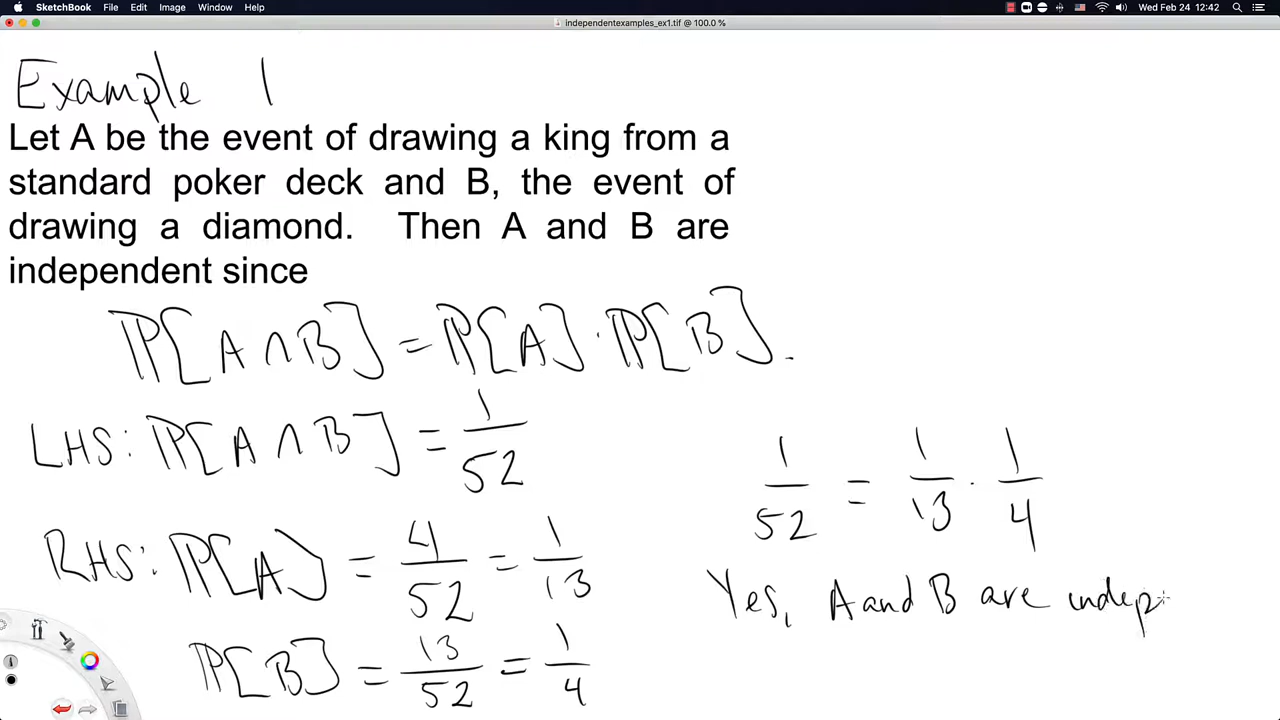 SketchBook File Edit Image Window Help Wed Feb 24 12:42
independentexamples_ex1.tif @ 100.0 %
Example 1
Let A be the event of drawing a king from a
standard poker deck and B, the event of
drawing a diamond. Then A and B are
independent since
ℙ[A ∩ B] = ℙ[A] · ℙ[B].
LHS: ℙ[A ∩ B] = 1/52
RHS: ℙ[A] = 4/52 = 1/13
ℙ[B] = 13/52 = 1/4
1/52 = 1/13 · 1/4
Yes, A and B are indep